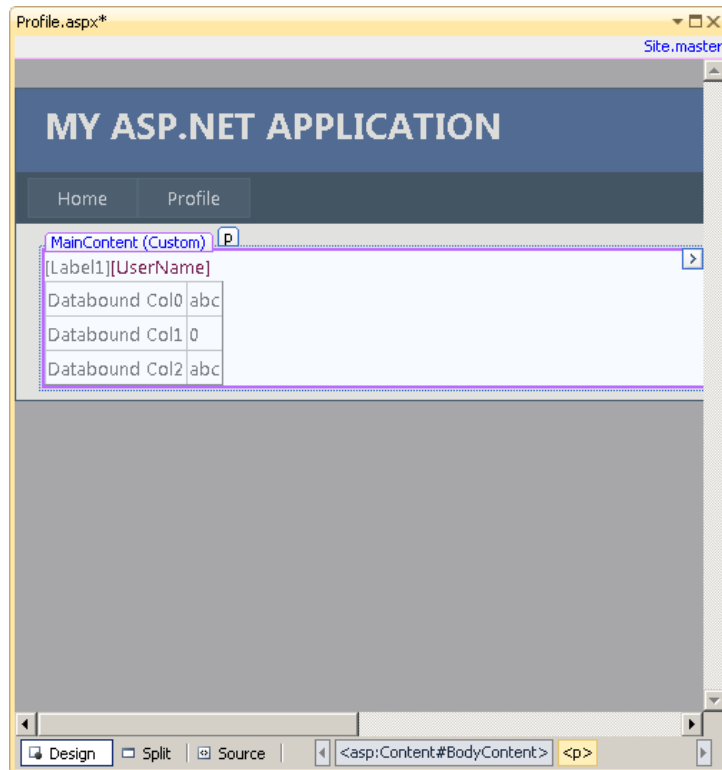 Profile.aspx*
Site.master
MY ASP.NET APPLICATION
Home Profile
MainContent (Custom) p
[Label1][UserName]
Databound Col0 abc
Databound Col1 0
Databound Col2 abc
Design Split Source <asp:Content#BodyContent> <p>